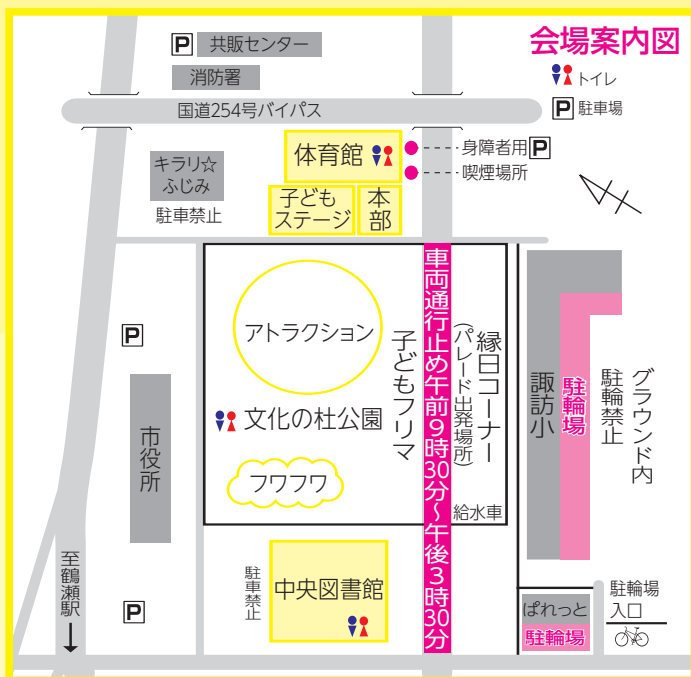 会場案内図
P 共販センター
消防署
トイレ
P 駐車場
国道254号バイパス
体育館
身障者用P
喫煙場所
キラリ☆
ふじみ
駐車禁止
子ども
ステージ
本部
P
アトラクション
子どもフリマ
車両通行止め午前9時30分~午後3時30分
縁日コーナー
(パレード出発場所)
給水車
諏訪小
駐輪場
グラウンド内
駐輪禁止
文化の杜公園
フワフワ
市役所
至鶴瀬駅
P
駐車禁止
中央図書館
ぱれっと
駐輪場
駐輪場
入口